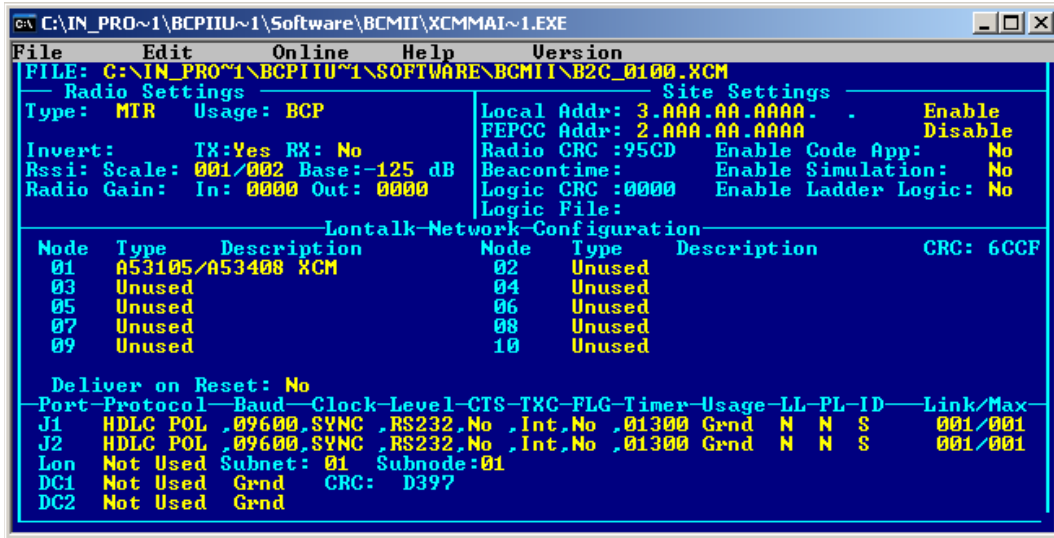 C:\IN_PRO~1\BCPIIU~1\Software\BCMII\XCMMAI~1.EXE
File Edit Online Help Version
FILE: C:\IN_PRO~1\BCPIIU~1\SOFTWARE\BCMII\B2C_0100.XCM
Radio Settings Site Settings
Type: MTR Usage: BCP Local Addr: 3.AAA.AA.AAAA. . Enable
FEPCC Addr: 2.AAA.AA.AAAA Disable
Invert: TX:Yes RX: No Radio CRC :95CD Enable Code App: No
Rssi: Scale: 001/002 Base:-125 dB Beacontime: Enable Simulation: No
Radio Gain: In: 0000 Out: 0000 Logic CRC :0000 Enable Ladder Logic: No
Logic File:
Lontalk-Network-Configuration
Node Type Description Node Type Description CRC: 6CCF
01 A53105/A53408 XCM 02 Unused
03 Unused 04 Unused
05 Unused 06 Unused
07 Unused 08 Unused
09 Unused 10 Unused
Deliver on Reset: No
Port-Protocol-Baud-Clock-Level-CTS-TXC-FLG-Timer-Usage-LL-PL-ID-Link/Max
J1 HDLC POL ,09600,SYNC ,RS232,No ,Int,No ,01300 Grnd N N S 001/001
J2 HDLC POL ,09600,SYNC ,RS232,No ,Int,No ,01300 Grnd N N S 001/001
Lon Not Used Subnet: 01 Subnode:01
DC1 Not Used Grnd CRC: D397
DC2 Not Used Grnd